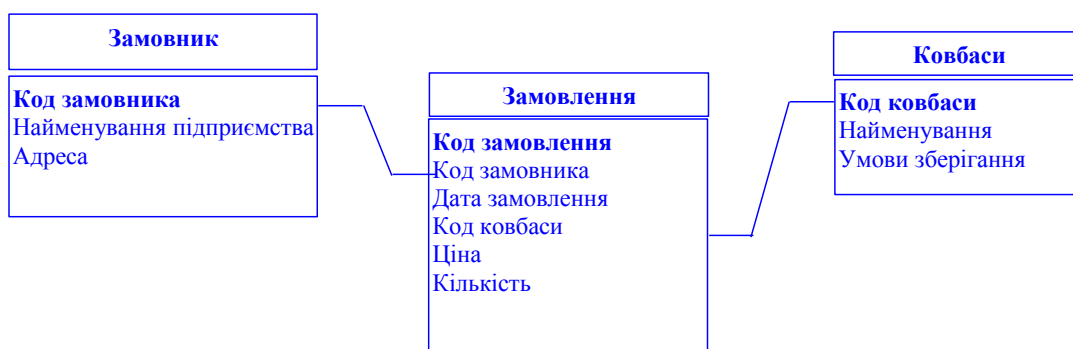 Замовник
Код замовника
Найменування підприємства
Адреса
Замовлення
Код замовлення
Код замовника
Дата замовлення
Код ковбаси
Ціна
Кількість
Ковбаси
Код ковбаси
Найменування
Умови зберігання